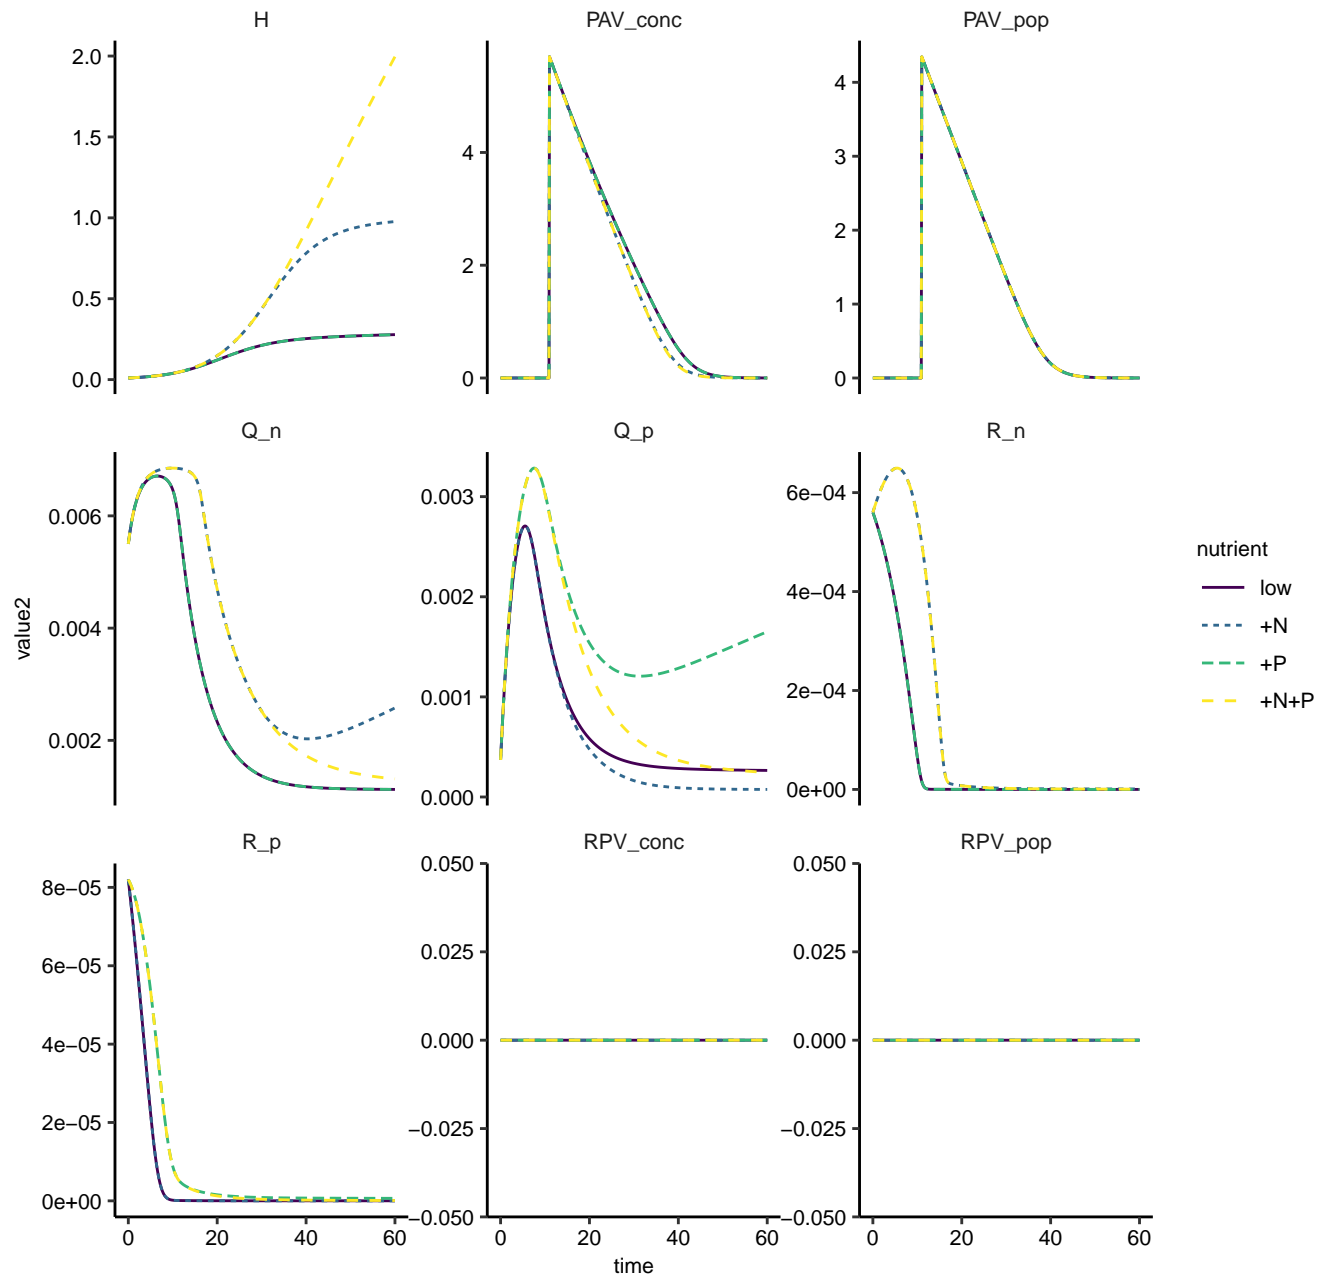 H PAV_conc PAV_pop
2.0
1.5
1.0
0.5
0.0
4
2
0
4
3
2
1
0
Q_n Q_p R_n
0.006
0.004
0.002
0.003
0.002
0.001
0.000
6e−04
4e−04
2e−04
0e+00
R_p RPV_conc RPV_pop
8e−05
6e−05
4e−05
2e−05
0e+00
0.050
0.025
0.000
−0.025
−0.050
0.050
0.025
0.000
−0.025
−0.050
0 20 40 60
0 20 40 60
0 20 40 60
time
value2
nutrient
low
+N
+P
+N+P